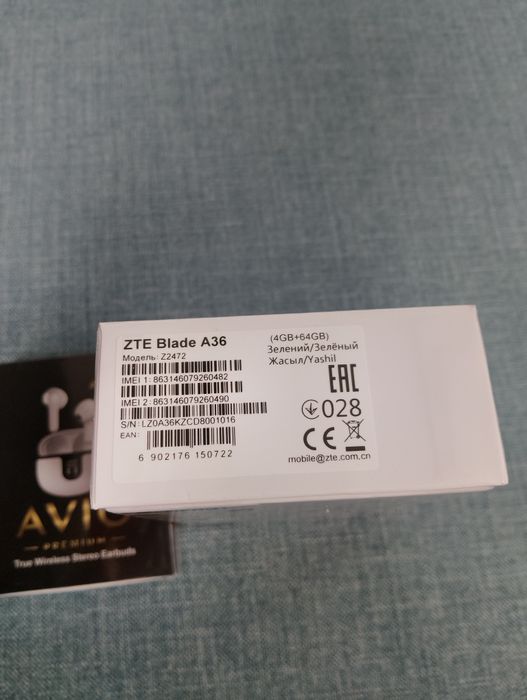 ZTE Blade A36
(4GB+64GB)
Модель: Z2472
Зелений/Зелёный
Жасыл/Yashil
IMEI 1: 863146079260482
IMEI 2: 863146079260490
S/N: LZ0A36KZCD8001016
EAN:
6 902176 150722
EAC
028
CE
mobile@zte.com.cn
PREMIUM
True Wireless Stereo Earbuds